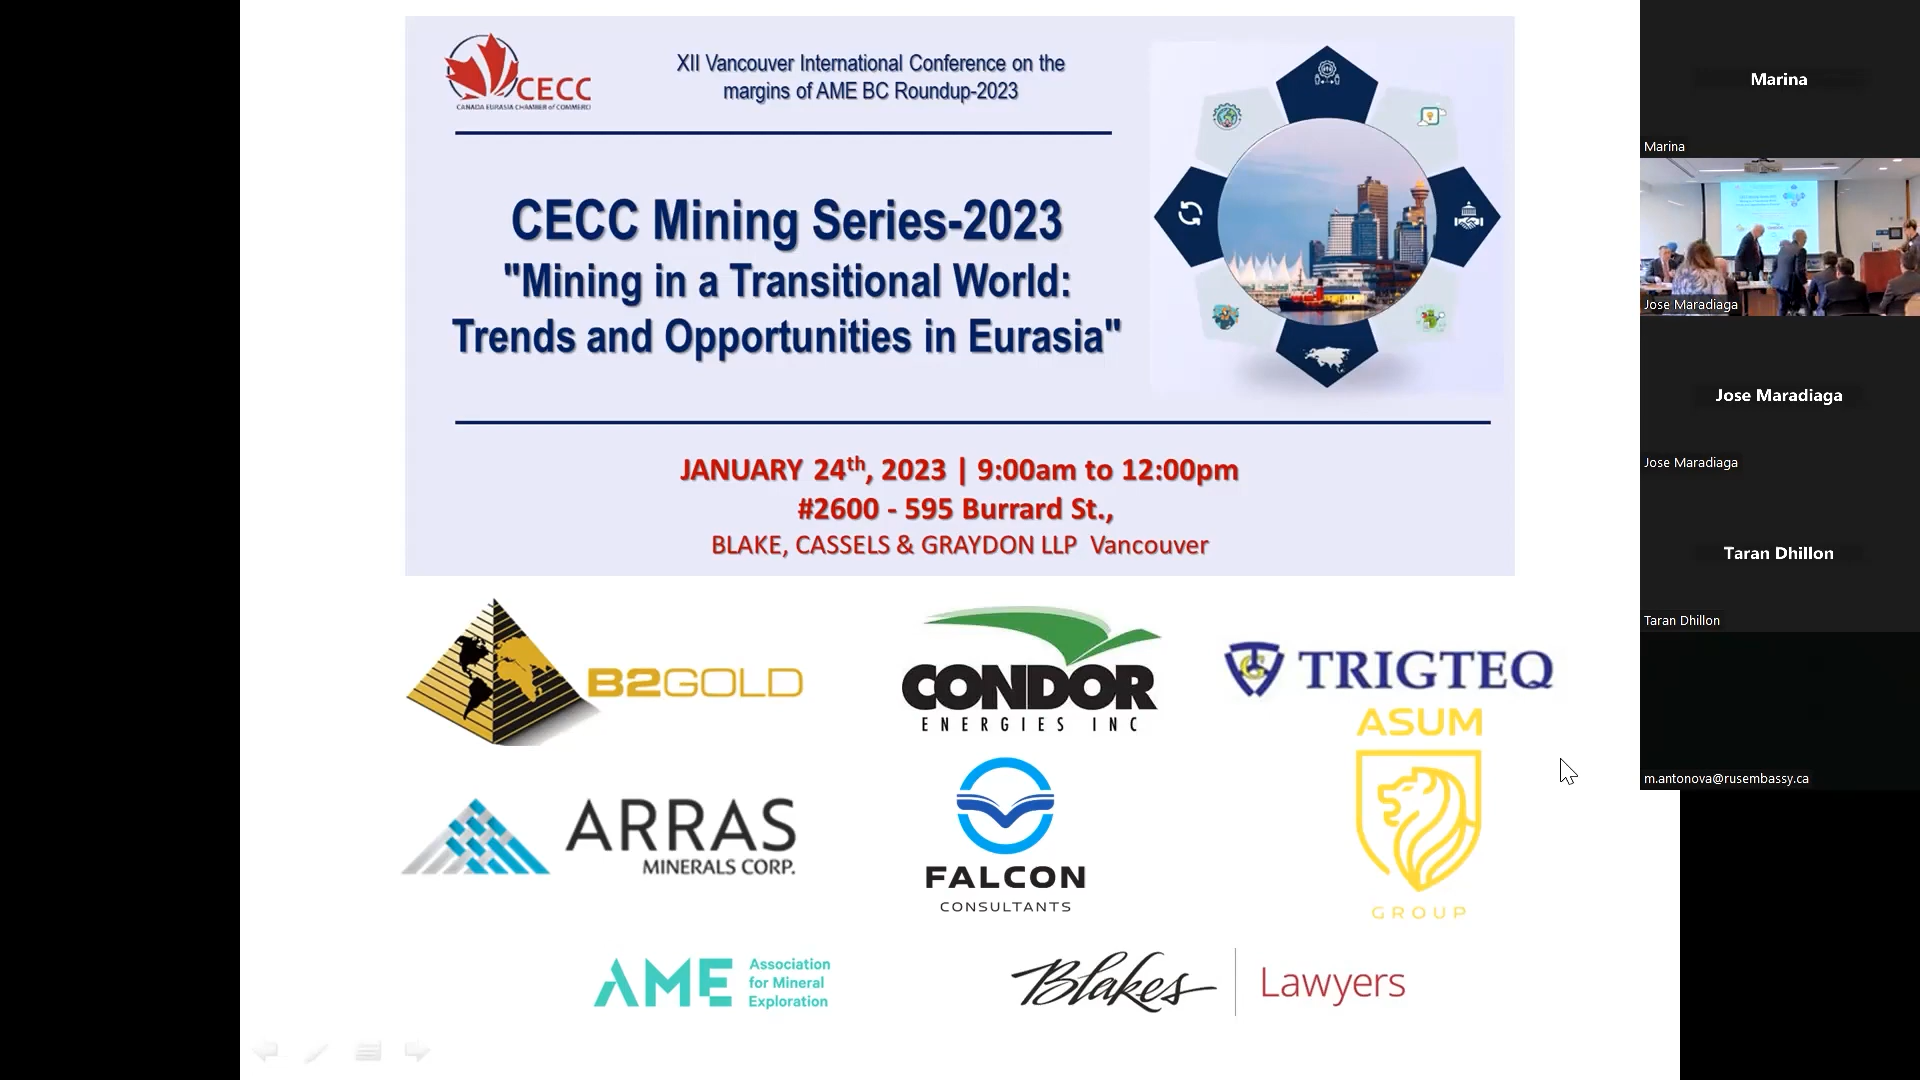 CECC
CANADA EURASIA CHAMBER of COMMERCE
XII Vancouver International Conference on the
margins of AME BC Roundup-2023
CECC Mining Series-2023
"Mining in a Transitional World:
Trends and Opportunities in Eurasia"
JANUARY 24th, 2023 | 9:00am to 12:00pm
#2600 - 595 Burrard St.,
BLAKE, CASSELS & GRAYDON LLP Vancouver
B2GOLD
CONDOR
ENERGIES INC
TRIGTEQ
ARRAS
MINERALS CORP.
FALCON
CONSULTANTS
ASUM
GROUP
AME
Association
for Mineral
Exploration
Blakes
Lawyers
Marina
Marina
Jose Maradiaga
Jose Maradiaga
Jose Maradiaga
Taran Dhillon
Taran Dhillon
m.antonova@rusembassy.ca